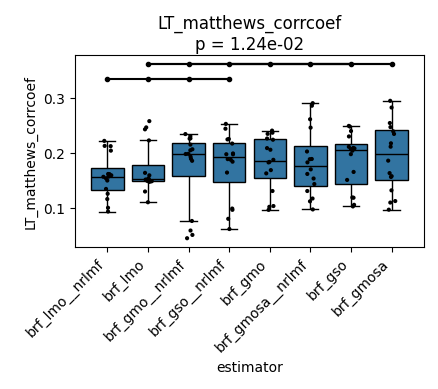 LT_matthews_corrcoef
p = 1.24e-02
LT_matthews_corrcoef
0.3
0.2
0.1
brf_lmo__nrlmf
brf_lmo
brf_gmo__nrlmf
brf_gso__nrlmf
brf_gmo
brf_gmosa__nrlmf
brf_gso
brf_gmosa
estimator